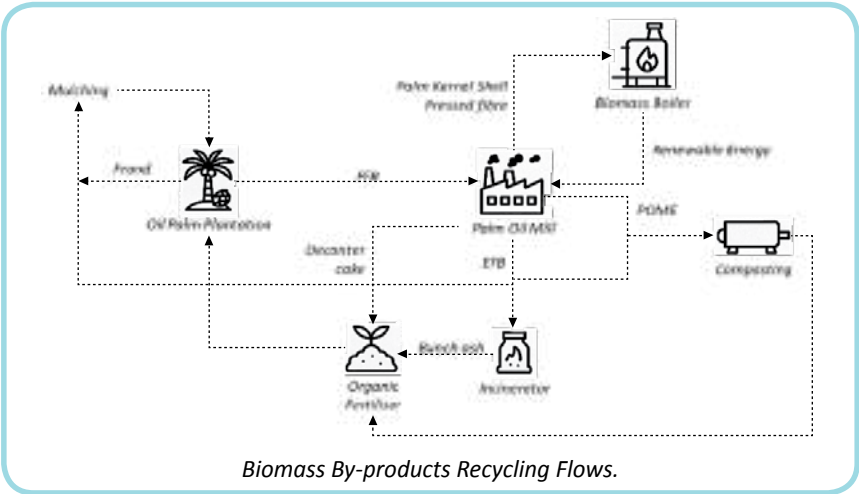 Palm Kernel Shell
Pressed fibre
Biomass Boiler
Mulching
Renewable Energy
Frond
FFB
POME
Oil Palm Plantation
Palm Oil Mill
Decanter
cake
EFB
Composting
Bunch ash
Organic
Fertiliser
Incinerator
Biomass By-products Recycling Flows.